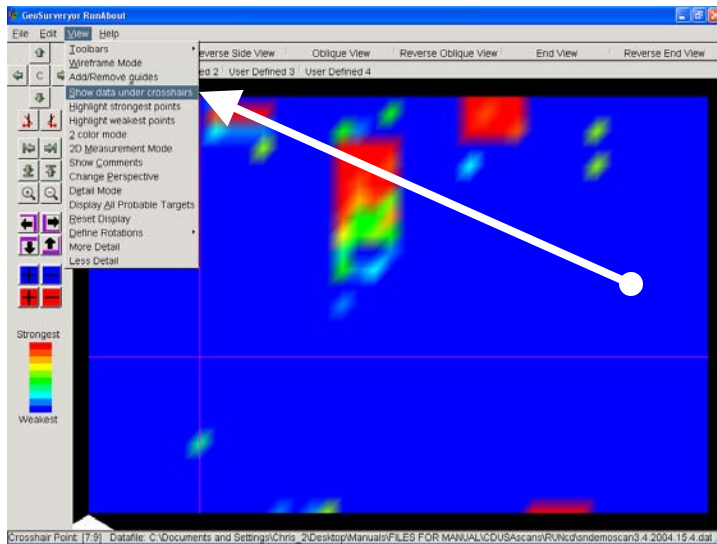 GeoSurveryor RunAbout
File Edit View Help
Reverse Side View Oblique View Reverse Oblique View End View Reverse End View
ed 2 User Defined 3 User Defined 4
C
Toolbars
Wireframe Mode
Add/Remove guides
Show data under crosshairs
Highlight strongest points
Highlight weakest points
2 color mode
2D Measurement Mode
Show Comments
Change Perspective
Detail Mode
Display All Probable Targets
Reset Display
Define Rotations
More Detail
Less Detail
Strongest
Weakest
Crosshair Point: [7:9] Datafile: C:\Documents and Settings\Chris_2\Desktop\Manuals\FILES FOR MANUAL\CDUSAscans\RUNcd\sndemoscan3.4.2004.15.4.dat